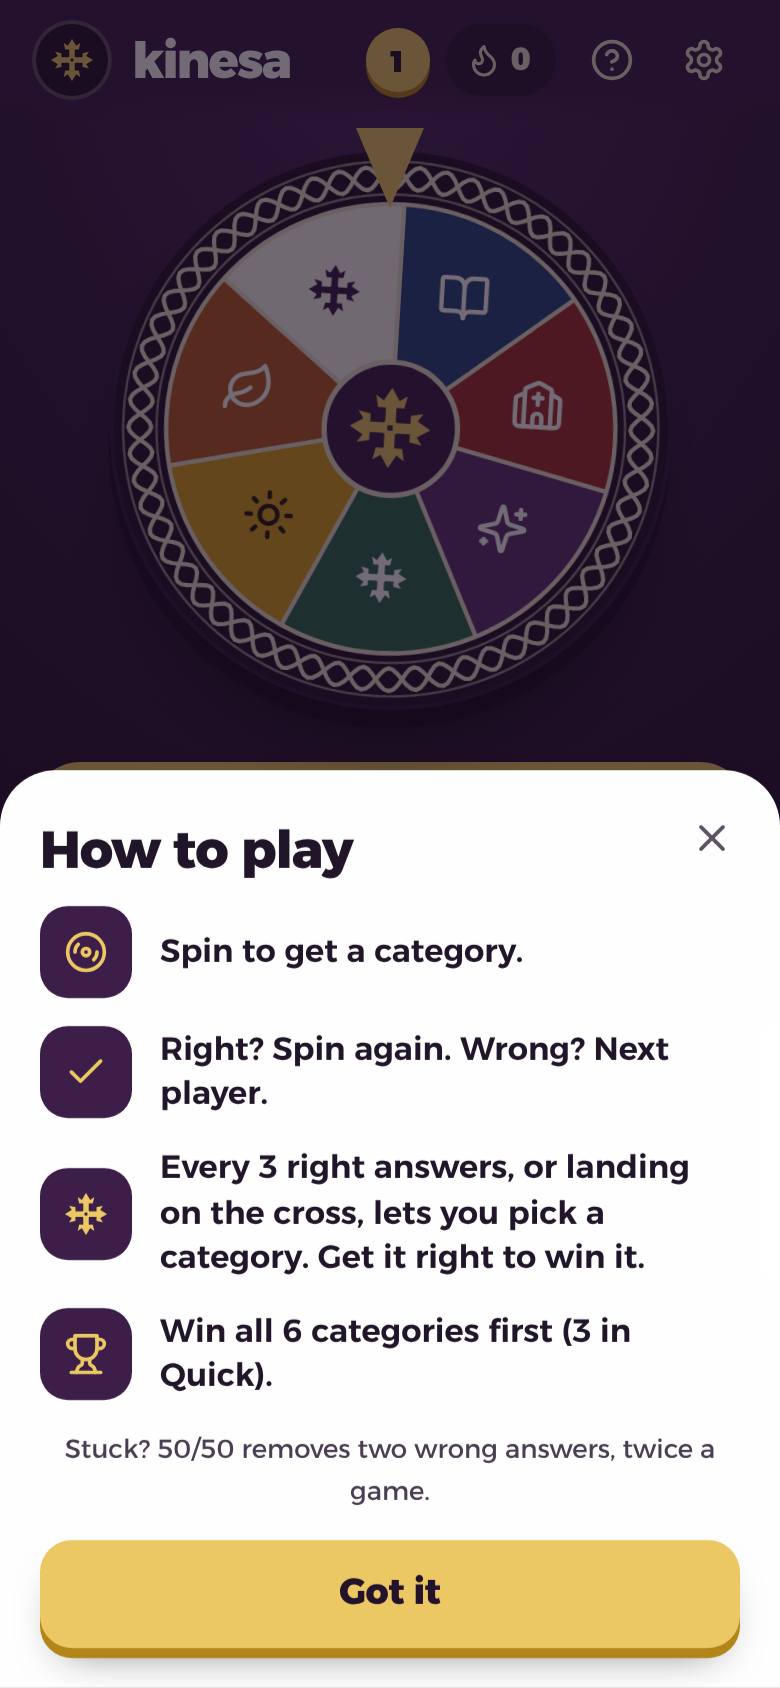 kinesa
1
0
How to play
Spin to get a category.
Right? Spin again. Wrong? Next
player.
Every 3 right answers, or landing
on the cross, lets you pick a
category. Get it right to win it.
Win all 6 categories first (3 in
Quick).
Stuck? 50/50 removes two wrong answers, twice a
game.
Got it